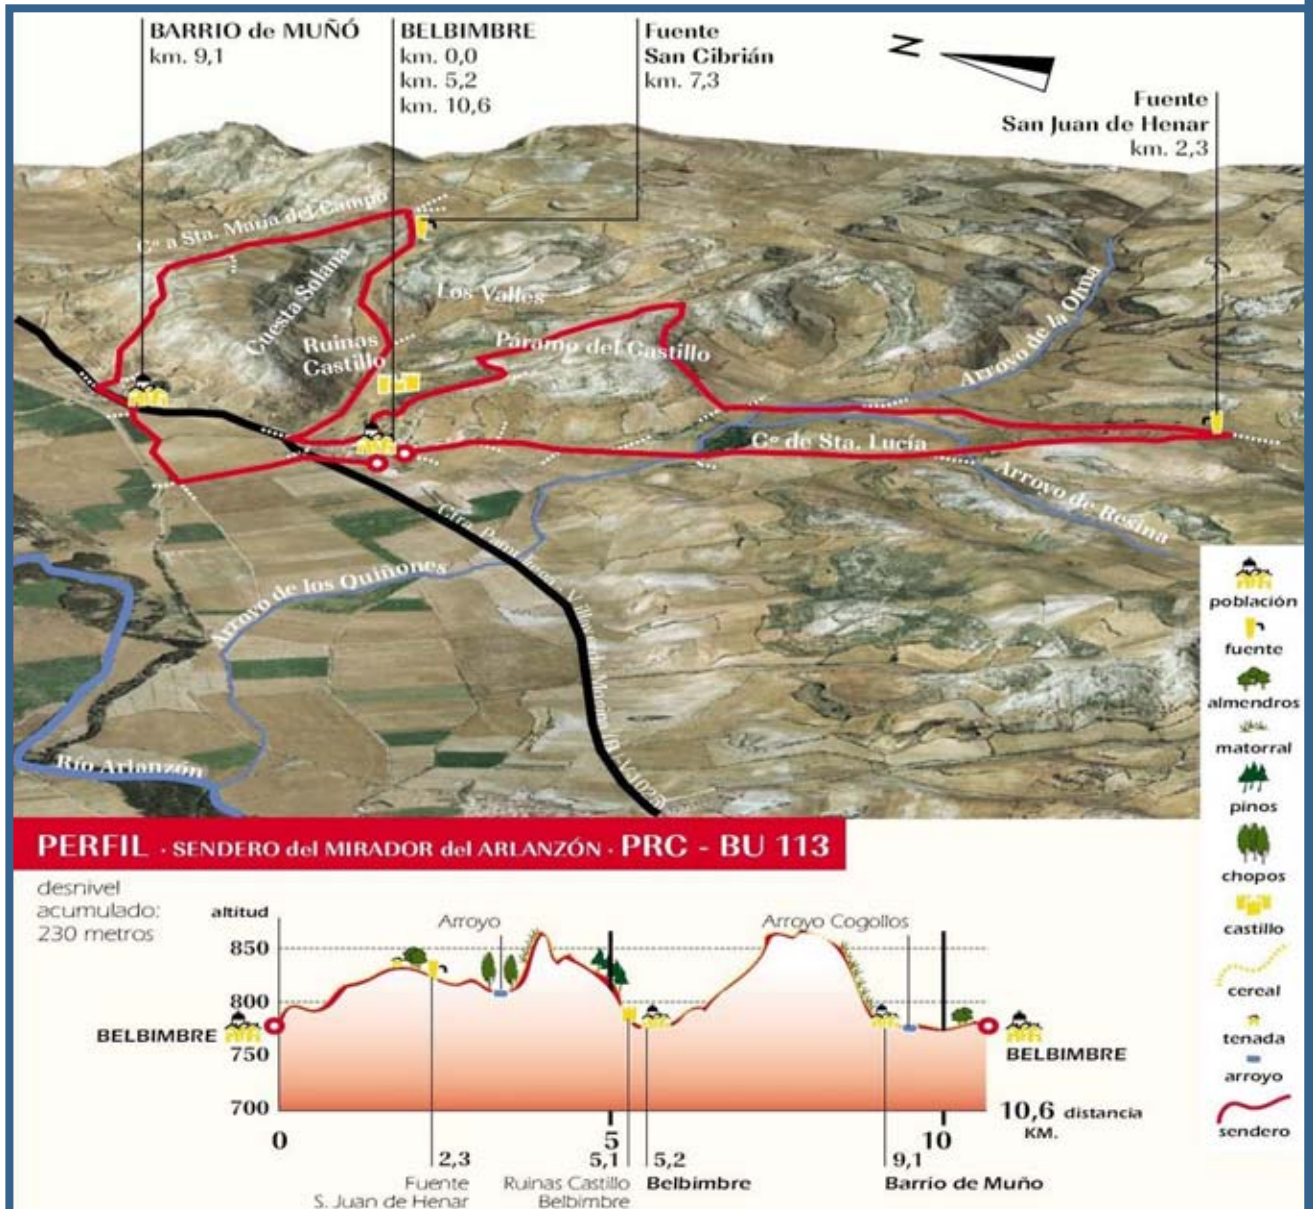 BARRIO de MUÑÓ
km. 9,1
BELBIMBRE
km. 0,0
km. 5,2
km. 10,6
Fuente
San Cibrián
km. 7,3
N
Fuente
San Juan de Henar
km. 2,3
Cº a Sta. María del Campo
Cuesta Solana
Los Valles
Ruinas
Castillo
Páramo del Castillo
Arroyo de la Olma
Cº de Sta. Lucía
Arroyo de Resina
Ctra.
Arroyo de los Quiñones
Río Arlanzón
población
fuente
almendros
matorral
pinos
chopos
castillo
cereal
tenada
arroyo
sendero
PERFIL · SENDERO del MIRADOR del ARLANZÓN · PRC - BU 113
desnivel
acumulado:
230 metros
altitud
850
800
750
700
Arroyo
Arroyo Cogollos
BELBIMBRE
BELBIMBRE
0
5
10
10,6 distancia
KM.
2,3
Fuente
S. Juan de Henar
5,1
Ruinas Castillo
Belbimbre
5,2
Belbimbre
9,1
Barrio de Muño